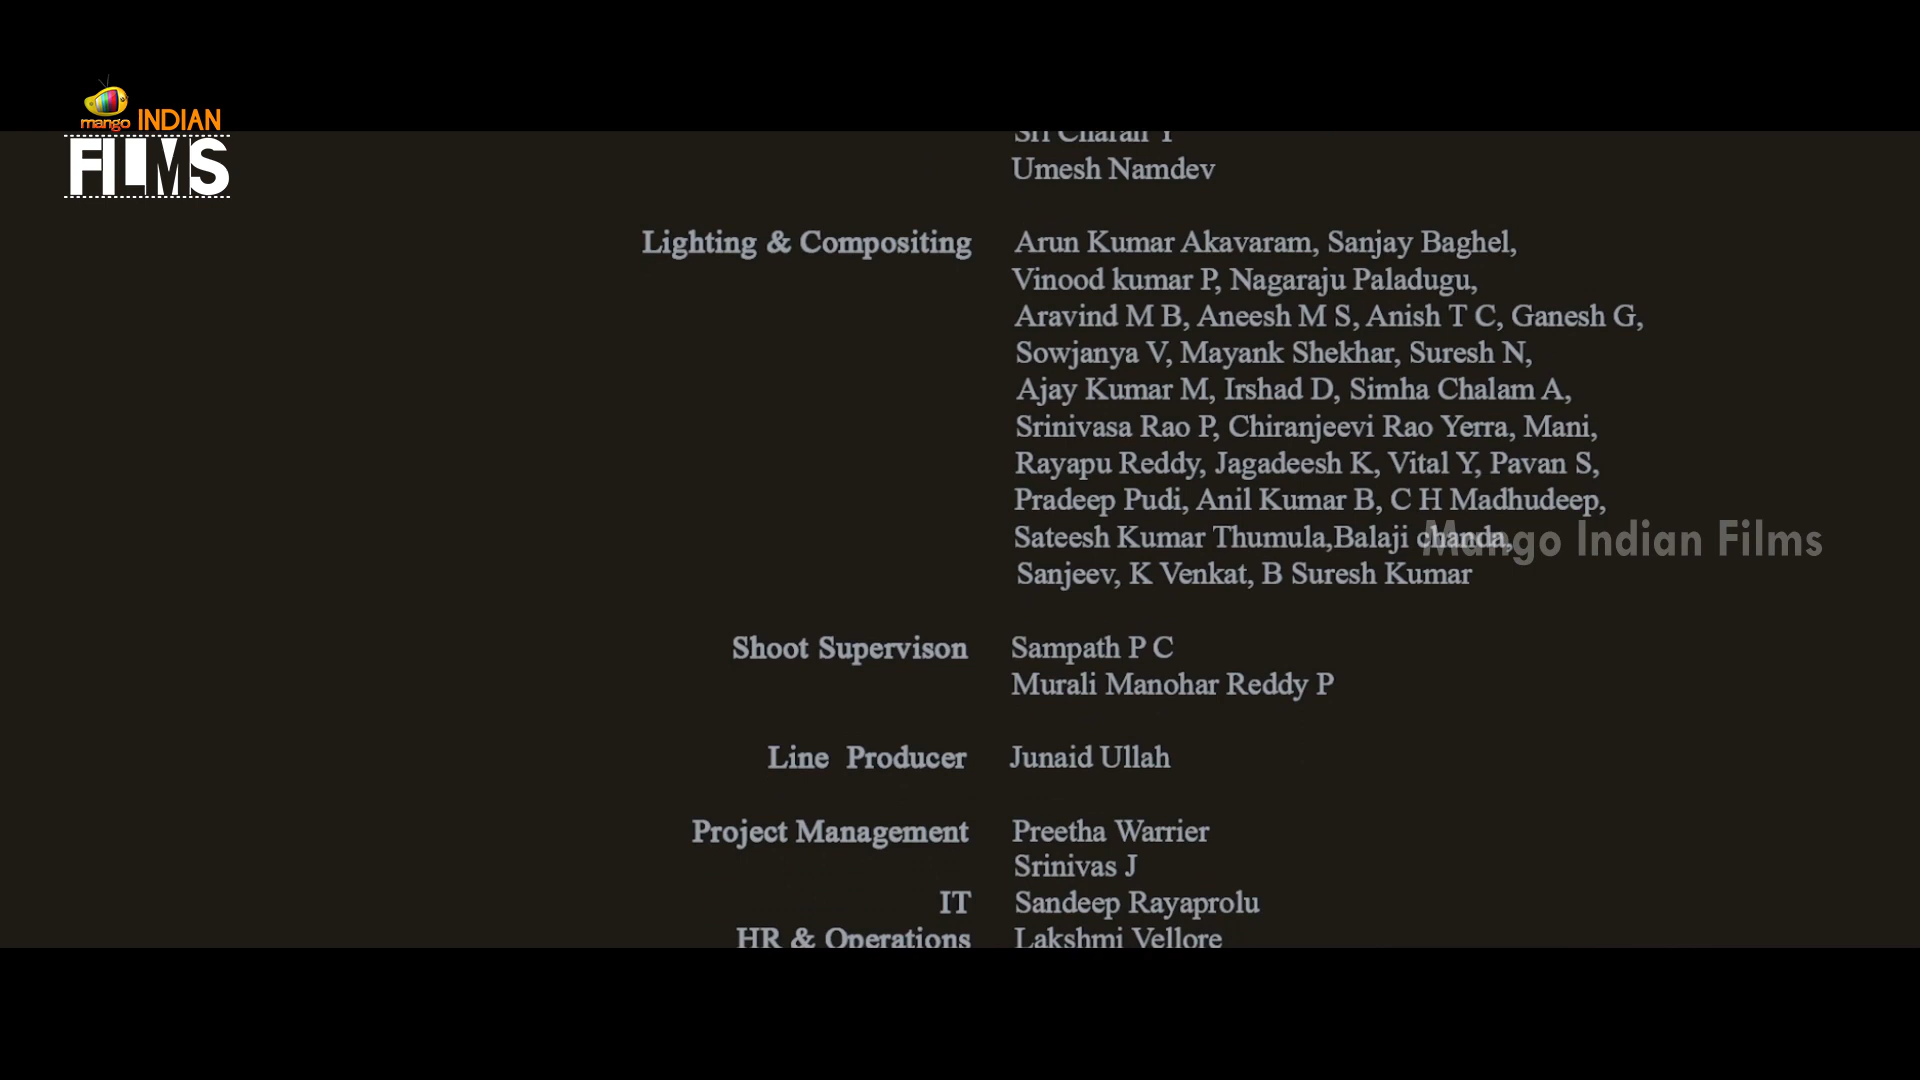 mango INDIAN
FILMS
Sri Charan Y
Umesh Namdev
Lighting & Compositing Arun Kumar Akavaram, Sanjay Baghel,
Vinood kumar P, Nagaraju Paladugu,
Aravind M B, Aneesh M S, Anish T C, Ganesh G,
Sowjanya V, Mayank Shekhar, Suresh N,
Ajay Kumar M, Irshad D, Simha Chalam A,
Srinivasa Rao P, Chiranjeevi Rao Yerra, Mani,
Rayapu Reddy, Jagadeesh K, Vital Y, Pavan S,
Pradeep Pudi, Anil Kumar B, C H Madhudeep,
Sateesh Kumar Thumula,Balaji chanda,
Mango Indian Films
Sanjeev, K Venkat, B Suresh Kumar
Shoot Supervison Sampath P C
Murali Manohar Reddy P
Line Producer Junaid Ullah
Project Management Preetha Warrier
Srinivas J
IT Sandeep Rayaprolu
HR & Operations Lakshmi Vellore